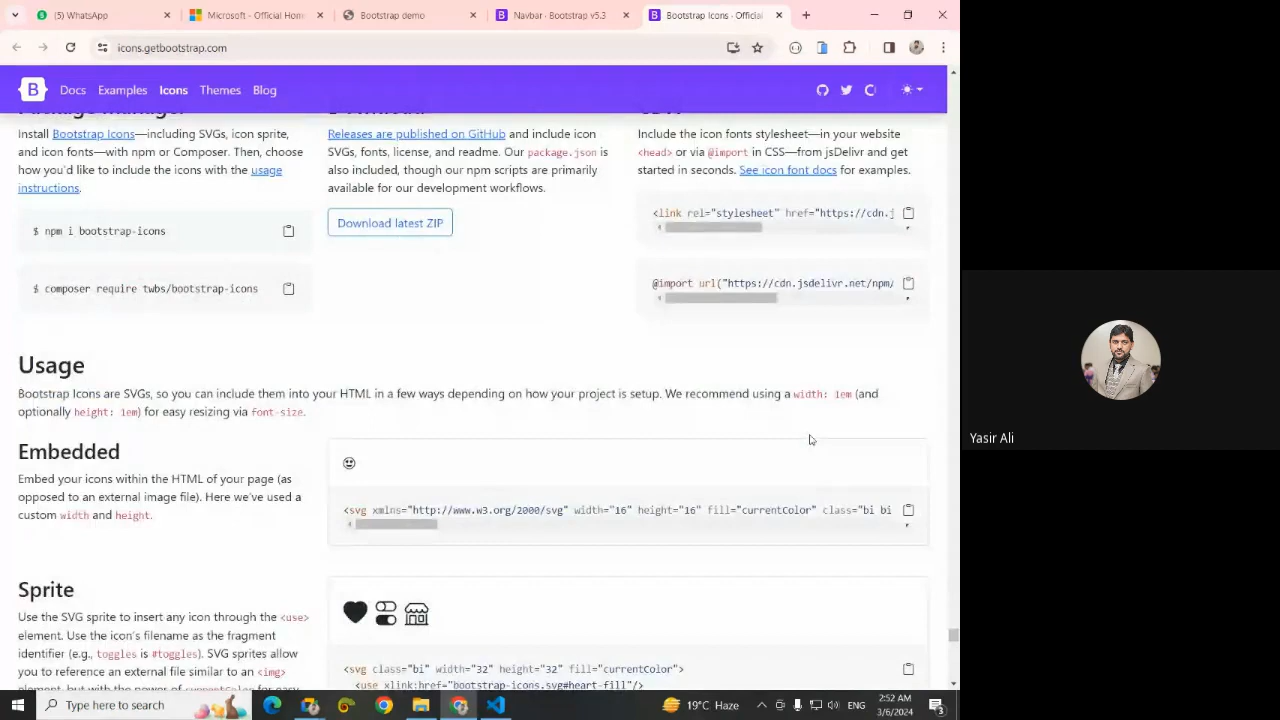 (5) WhatsApp
Microsoft - Official Hom
Bootstrap demo
Navbar · Bootstrap v5.3
Bootstrap Icons · Official
icons.getbootstrap.com
B Docs Examples Icons Themes Blog
Install Bootstrap Icons—including SVGs, icon sprite,
and icon fonts—with npm or Composer. Then, choose
how you'd like to include the icons with the usage
instructions.
$ npm i bootstrap-icons
$ composer require twbs/bootstrap-icons
Releases are published on GitHub and include icon
SVGs, fonts, license, and readme. Our package.json is
also included, though our npm scripts are primarily
available for our development workflows.
Download latest ZIP
Include the icon fonts stylesheet—in your website
<head> or via @import in CSS—from jsDelivr and get
started in seconds. See icon font docs for examples.
<link rel="stylesheet" href="https://cdn.j
@import url("https://cdn.jsdelivr.net/npm/
Usage
Bootstrap Icons are SVGs, so you can include them into your HTML in a few ways depending on how your project is setup. We recommend using a width: 1em (and
optionally height: 1em) for easy resizing via font-size.
Embedded
Embed your icons within the HTML of your page (as
opposed to an external image file). Here we've used a
custom width and height.
<svg xmlns="http://www.w3.org/2000/svg" width="16" height="16" fill="currentColor" class="bi bi
Sprite
Use the SVG sprite to insert any icon through the <use>
element. Use the icon's filename as the fragment
identifier (e.g., toggles is #toggles). SVG sprites allow
you to reference an external file similar to an <img>
element, but with the power of currentColor for easy
<svg class="bi" width="32" height="32" fill="currentColor">
<use xlink:href="bootstrap-icons.svg#heart-fill"/>
Yasir Ali
Type here to search
19°C Haze
ENG
2:52 AM
3/6/2024
3